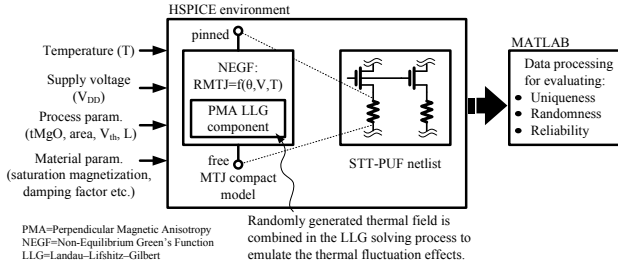 HSPICE environment
Temperature (T)
Supply voltage
(VDD)
Process param.
(tMgO, area, Vth, L)
Material param.
(saturation magnetization,
damping factor etc.)
pinned
NEGF:
RMTJ=f(θ,V,T)
PMA LLG
component
free
MTJ compact
model
STT-PUF netlist
MATLAB
Data processing
for evaluating:
• Uniqueness
• Randomness
• Reliability
Randomly generated thermal field is
combined in the LLG solving process to
emulate the thermal fluctuation effects.
PMA=Perpendicular Magnetic Anisotropy
NEGF=Non-Equilibrium Green's Function
LLG=Landau–Lifshitz–Gilbert